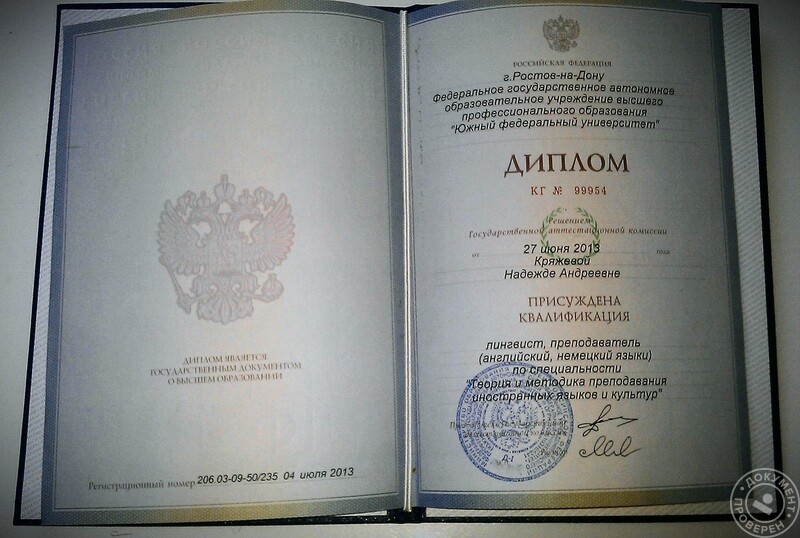 ДИПЛОМ ЯВЛЯЕТСЯ
ГОСУДАРСТВЕННЫМ ДОКУМЕНТОМ
О ВЫСШЕМ ОБРАЗОВАНИИ
Регистрационный номер 206.03-09-50/235 04 июля 2013
РОССИЙСКАЯ ФЕДЕРАЦИЯ
г.Ростов-на-Дону
Федеральное государственное автономное
образовательное учреждение высшего
профессионального образования
"Южный федеральный университет"
ДИПЛОМ
КГ № 99954
Решением
Государственной аттестационной комиссии
от 27 июня 2013 года
Кряжевой
Надежде Андреевне
ПРИСУЖДЕНА
КВАЛИФИКАЦИЯ
лингвист, преподаватель
(английский, немецкий языки)
по специальности
"Теория и методика преподавания
иностранных языков и культур"
ДОКУМЕНТ
ПРОВЕРЕН